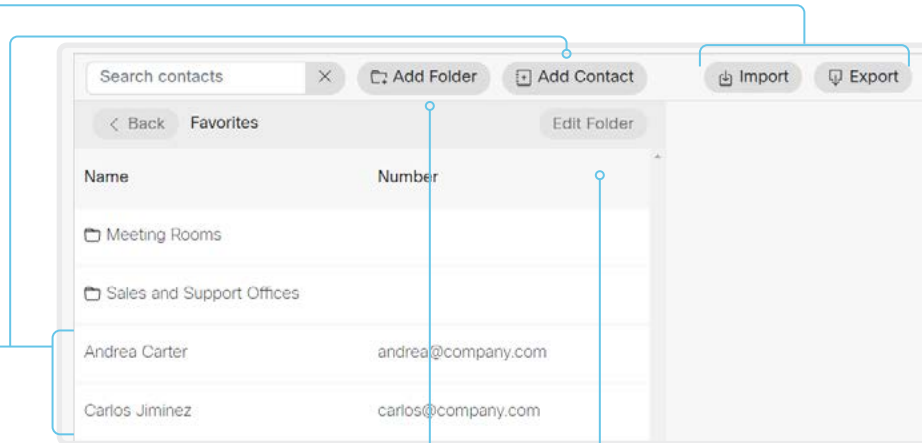 Search contacts Add Folder Add Contact Import Export
Back Favorites Edit Folder
Name Number
Meeting Rooms
Sales and Support Offices
Andrea Carter andrea@company.com
Carlos Jiminez carlos@company.com